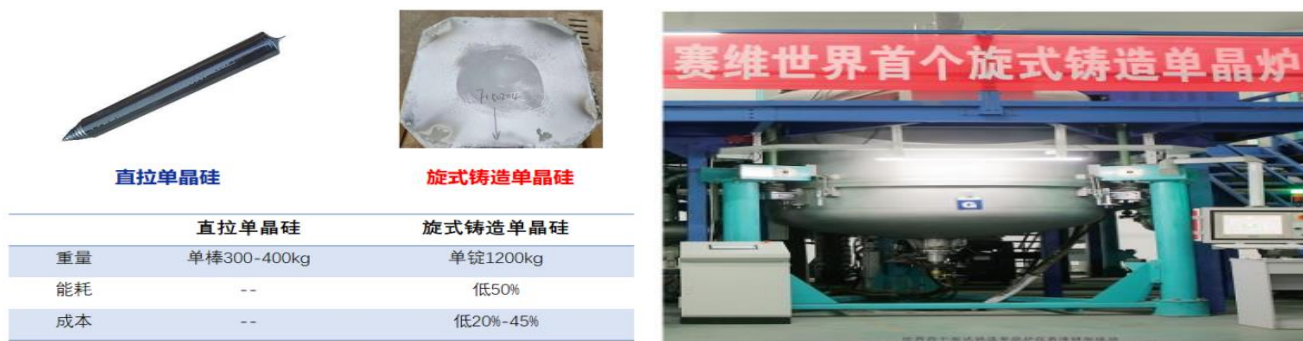 赛维世界首个旋式铸造单晶炉
直拉单晶硅
旋式铸造单晶硅
直拉单晶硅 旋式铸造单晶硅
重量 单棒300-400kg 单锭1200kg
能耗 -- 低50%
成本 -- 低20%-45%
G